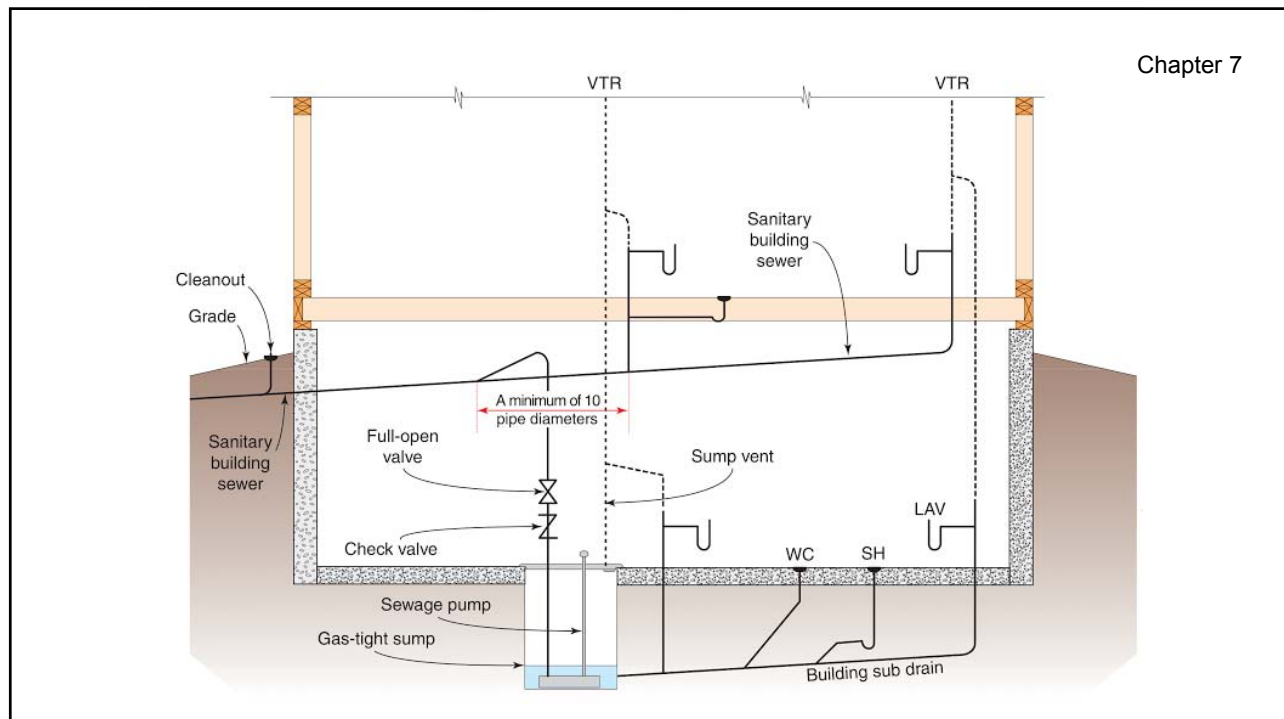 Chapter 7
VTR
VTR
Sanitary
building
sewer
Cleanout
Grade
A minimum of 10
pipe diameters
Sanitary
building
sewer
Full-open
valve
Sump vent
LAV
Check valve
WC
SH
Sewage pump
Gas-tight sump
Building sub drain